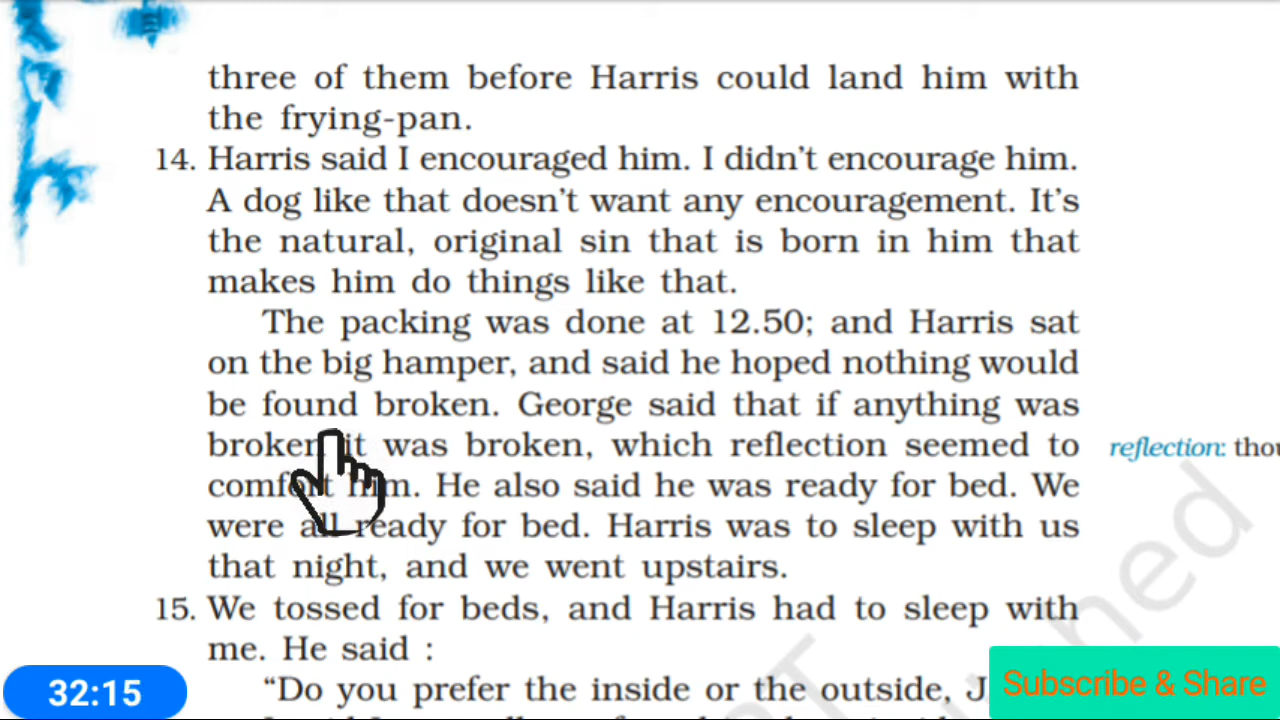 three of them before Harris could land him with
the frying-pan.
14. Harris said I encouraged him. I didn't encourage him.
A dog like that doesn't want any encouragement. It's
the natural, original sin that is born in him that
makes him do things like that.
The packing was done at 12.50; and Harris sat
on the big hamper, and said he hoped nothing would
be found broken. George said that if anything was
broken it was broken, which reflection seemed to
reflection: thou
comfort him. He also said he was ready for bed. We
were all ready for bed. Harris was to sleep with us
that night, and we went upstairs.
15. We tossed for beds, and Harris had to sleep with
me. He said :
"Do you prefer the inside or the outside, J
32:15
Subscribe & Share